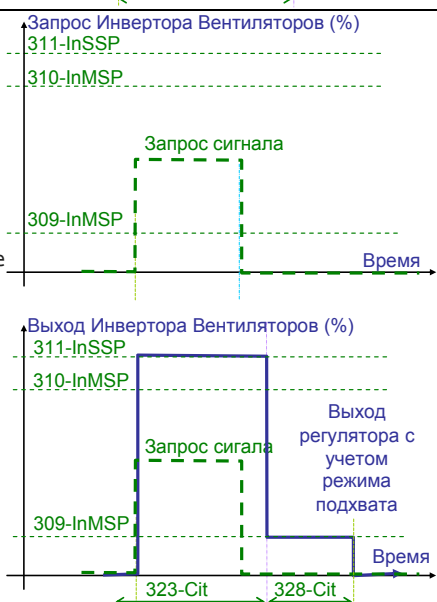 Запрос Инвертора Вентиляторов (%)
311-InSSP
310-InMSP
Запрос сигнала
309-InMSP
е
Время
Выход Инвертора Вентиляторов (%)
311-InSSP
310-InMSP
Выход
регулятора с
учетом
режима
подхвата
Запрос сигала
309-InMSP
Время
323-Cit
328-Cit